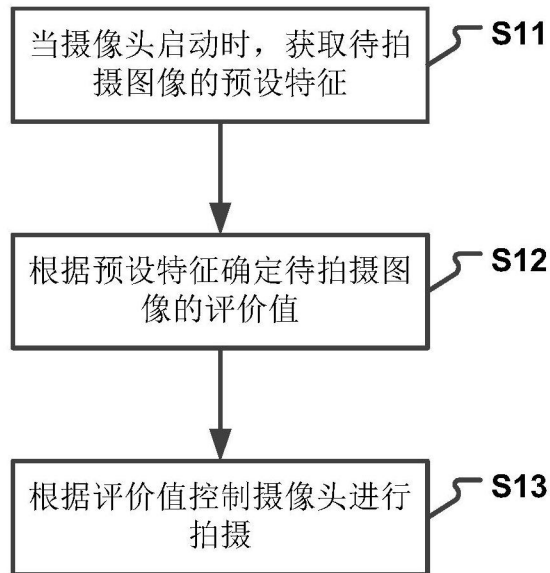 当摄像头启动时，获取待拍
摄图像的预设特征
S11
根据预设特征确定待拍摄图
像的评价值
S12
根据评价值控制摄像头进行
拍摄
S13